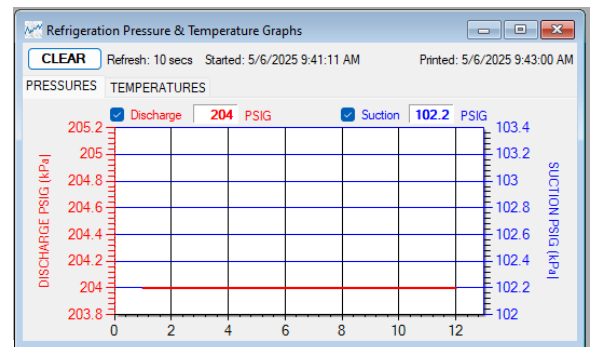 Refrigeration Pressure & Temperature Graphs
CLEAR Refresh: 10 secs Started: 5/6/2025 9:41:11 AM Printed: 5/6/2025 9:43:00 AM
PRESSURES TEMPERATURES
Discharge 204 PSIG Suction 102.2 PSIG
DISCHARGE PSIG (kPa)
205.2
205
204.8
204.6
204.4
204.2
204
203.8
103.4
103.2
103
102.8
102.6
102.4
102.2
102
SUCTION PSIG (kPa)
0 2 4 6 8 10 12